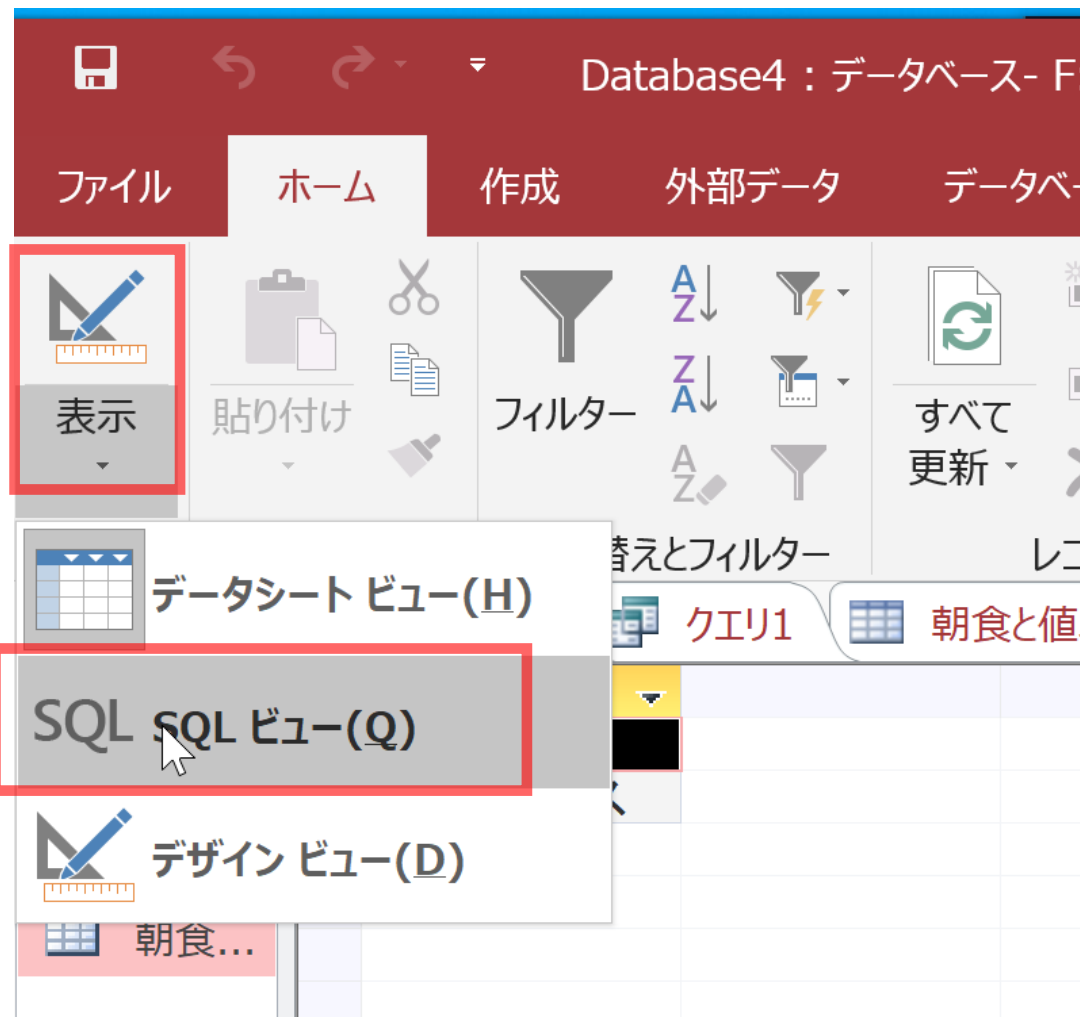 Database4 : データベース- F
ファイル
ホーム
作成
外部データ
データベ
表示
貼り付け
フィルター
すべて
更新
替えとフィルター
レコ
データシート ビュー(H)
SQL SQL ビュー(Q)
デザイン ビュー(D)
クエリ1
朝食と値
朝食...